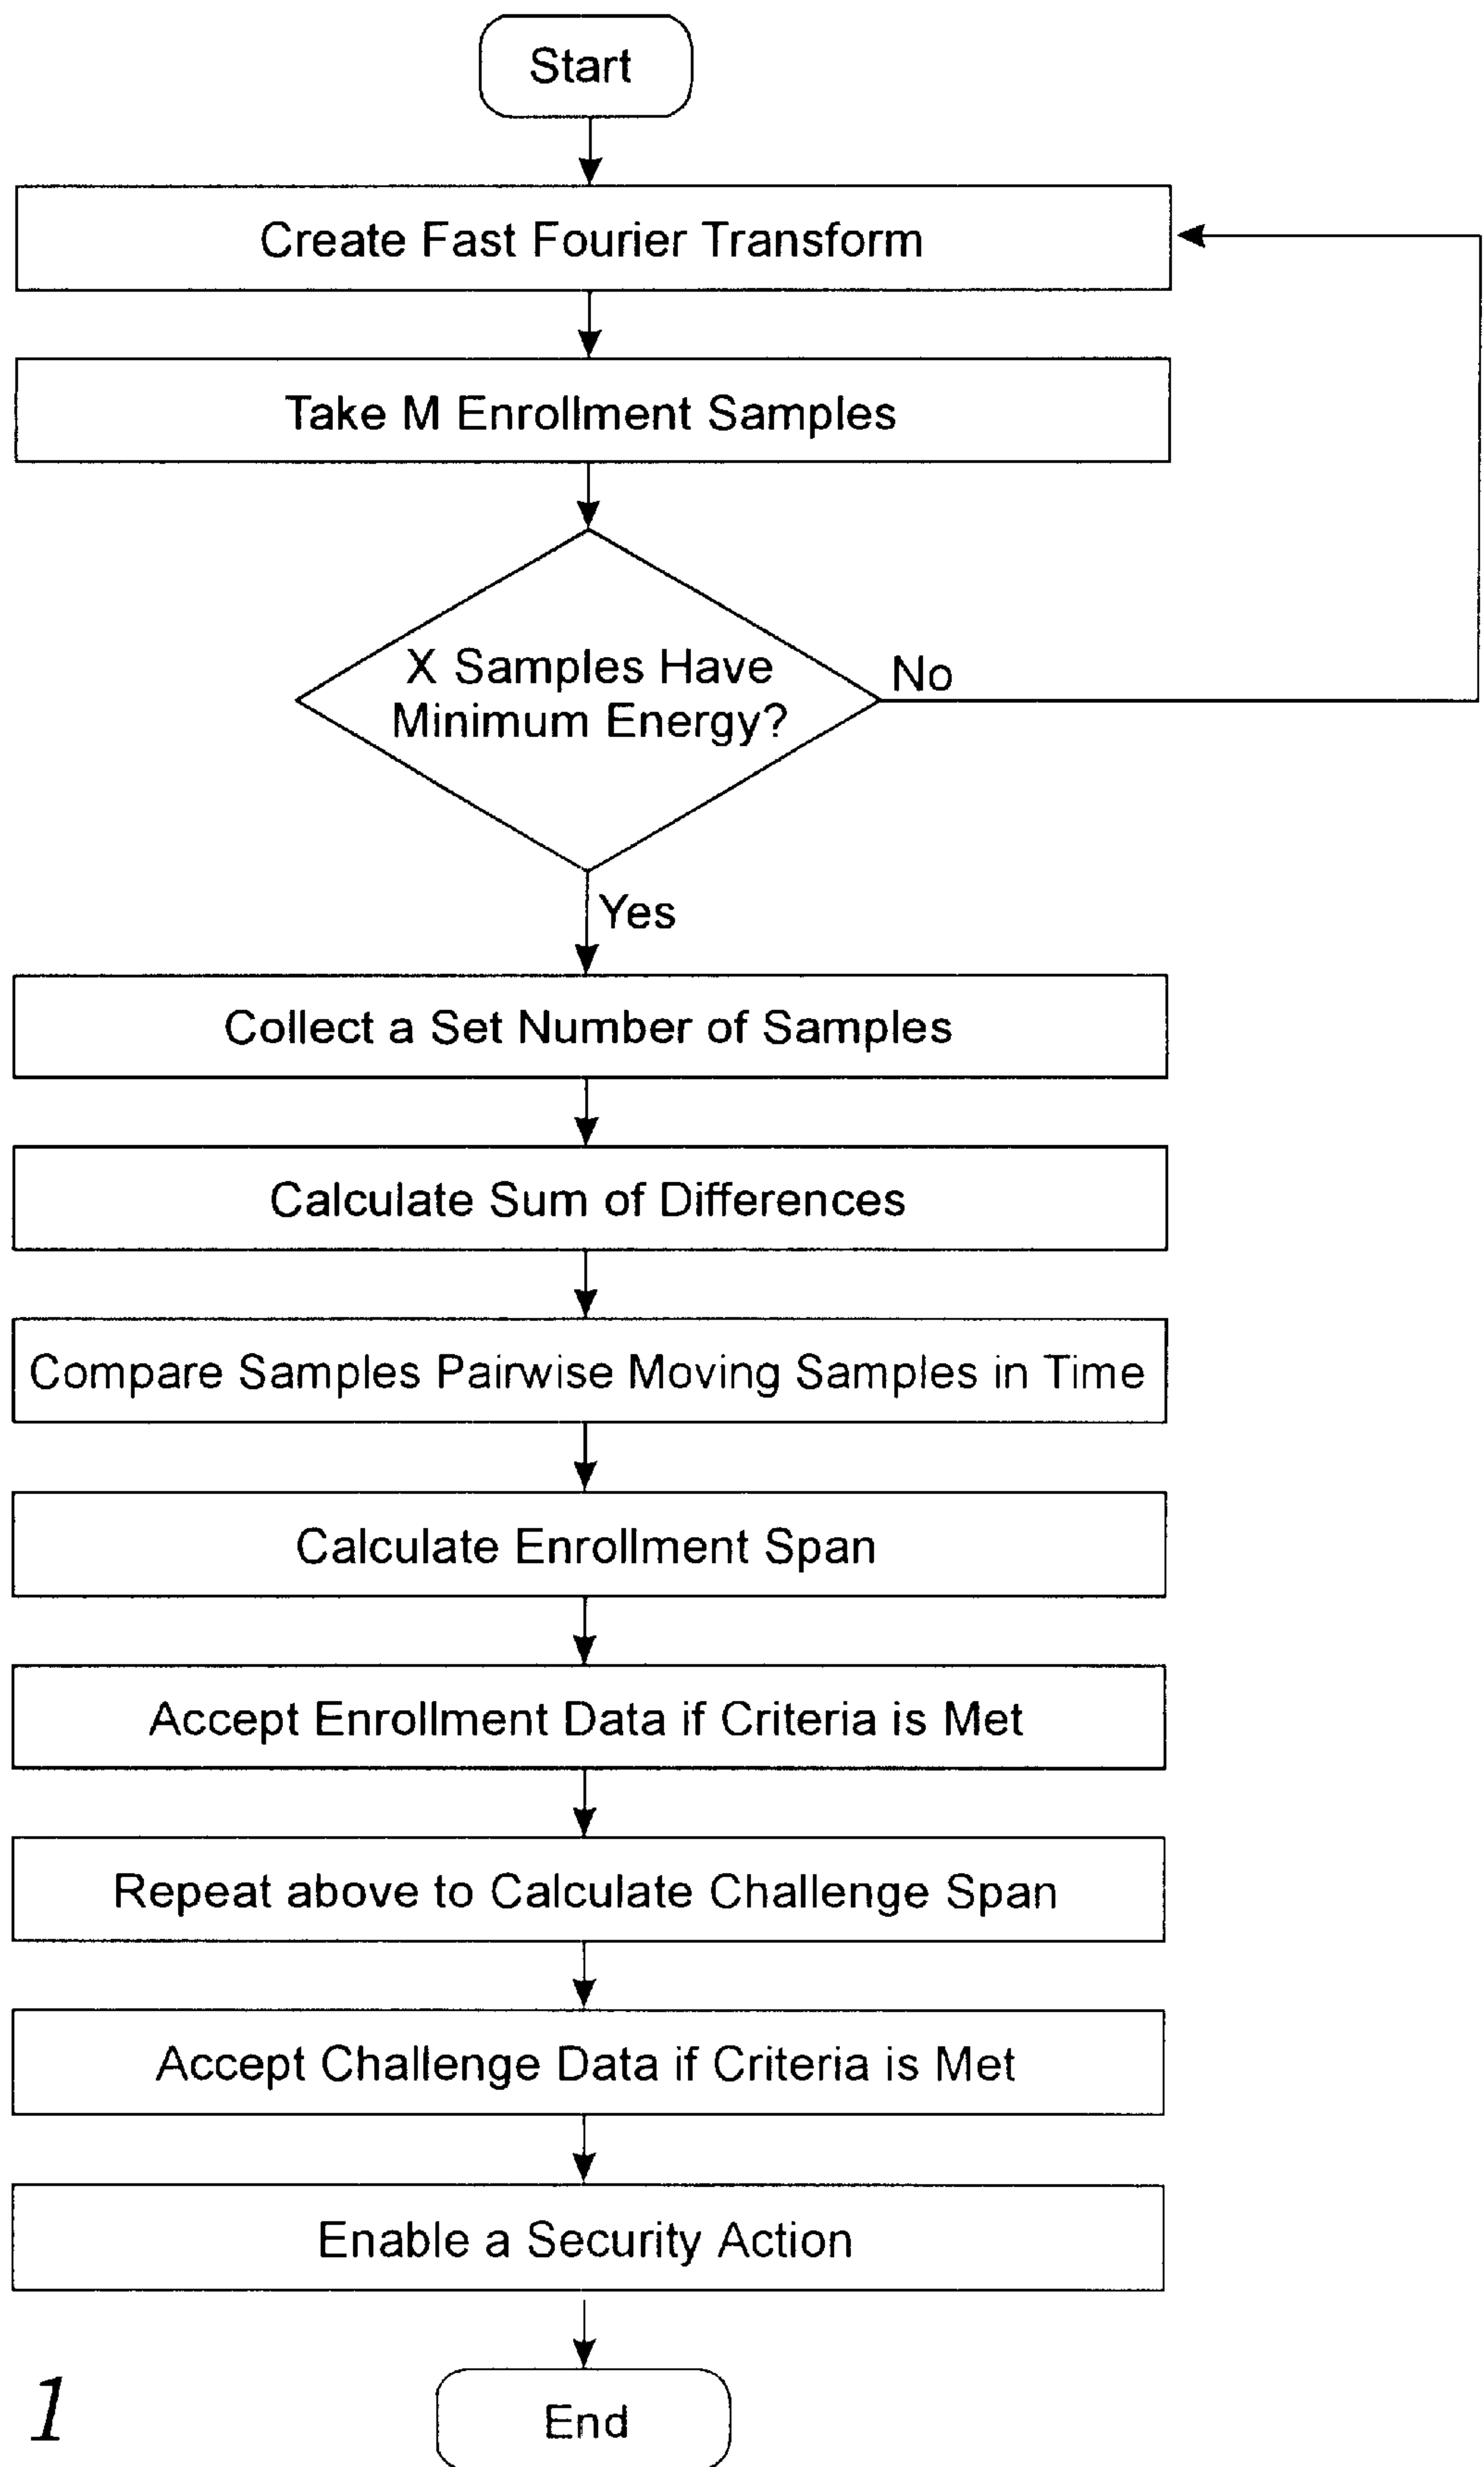 Start
Create Fast Fourier Transform
Take M Enrollment Samples
X Samples Have
Minimum Energy?
No
Yes
Collect a Set Number of Samples
Calculate Sum of Differences
Compare Samples Pairwise Moving Samples in Time
Calculate Enrollment Span
Accept Enrollment Data if Criteria is Met
Repeat above to Calculate Challenge Span
Accept Challenge Data if Criteria is Met
Enable a Security Action
End
1